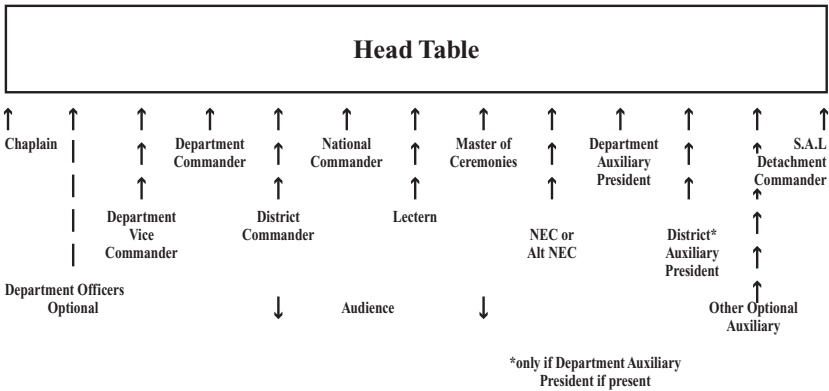 Head Table
Chaplain
Department
Commander
National
Commander
Master of
Ceremonies
Department
Auxiliary
President
S.A.L
Detachment
Commander
Department
Vice
Commander
District
Commander
Lectern
NEC or
Alt NEC
District*
Auxiliary
President
Department Officers
Optional
Audience
Other Optional
Auxiliary
*only if Department Auxiliary
President if present